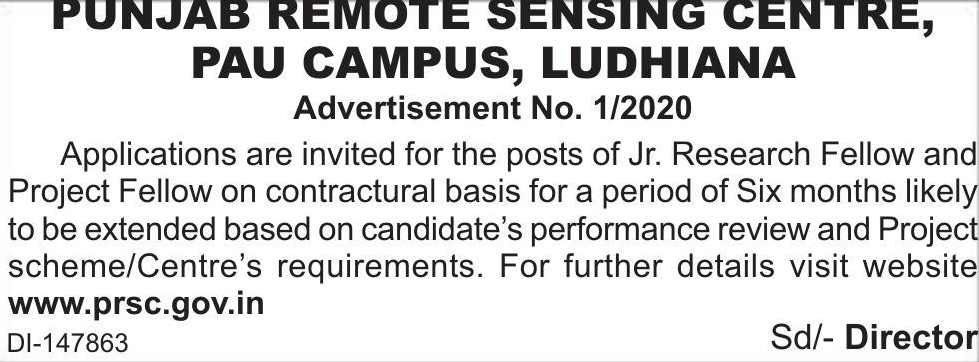 PUNJAB REMOTE SENSING CENTRE,
PAU CAMPUS, LUDHIANA
Advertisement No. 1/2020
Applications are invited for the posts of Jr. Research Fellow and
Project Fellow on contractural basis for a period of Six months likely
to be extended based on candidate's performance review and Project
scheme/Centre's requirements. For further details visit website
www.prsc.gov.in
DI-147863
Sd/- Director